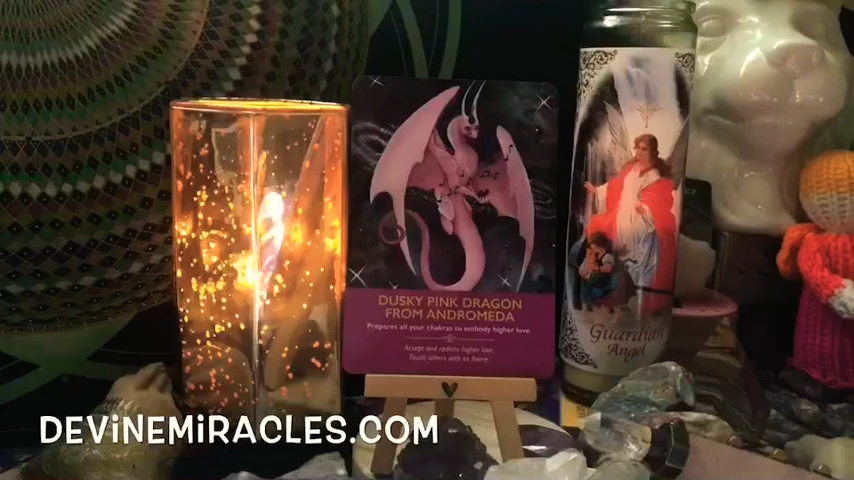 DUSKY PINK DRAGON
FROM ANDROMEDA
Prepares all your chakras to embody higher love.
Accept and radiate higher love.
Touch others with its flame.
Guardian
Angel
DEViNEMiRACLES.COM